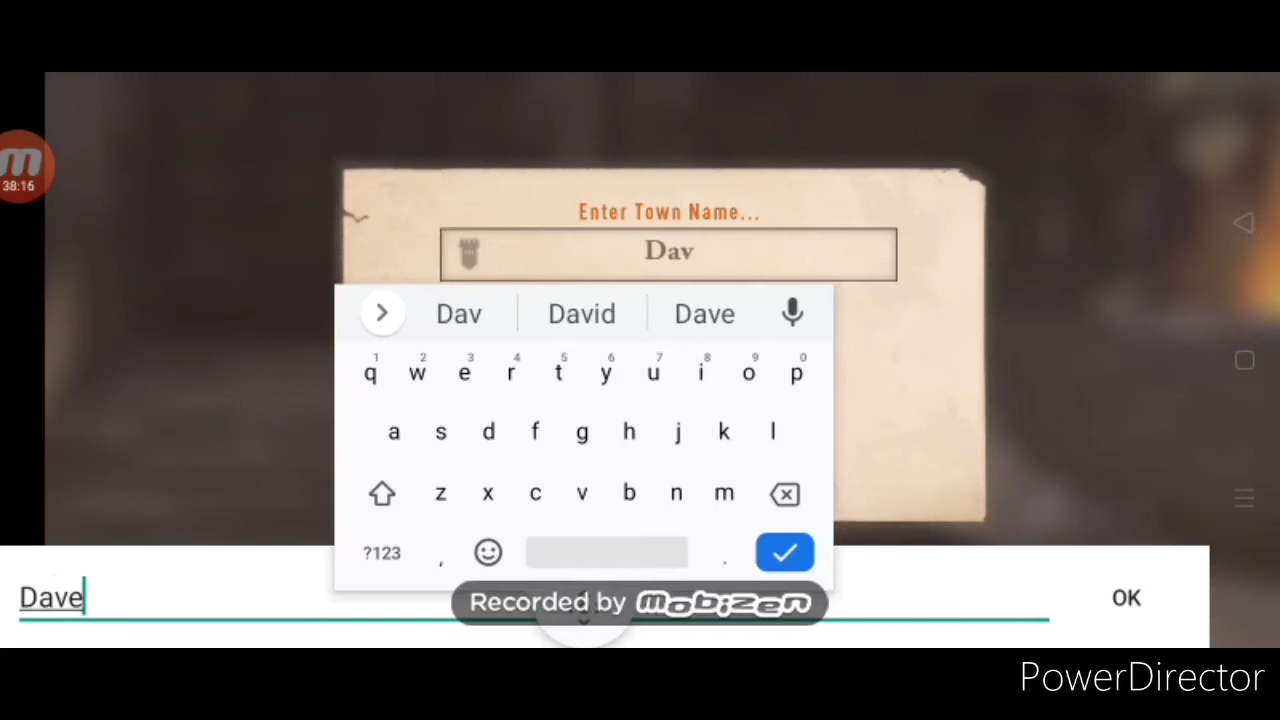 m
38:16
Enter Town Name...
Dav
Dav David Dave
1 2 3 4 5 6 7 8 9 0
q w e r t y u i o p
a s d f g h j k l
z x c v b n m
?123 , .
Dave
OK
Recorded by mobizen
PowerDirector